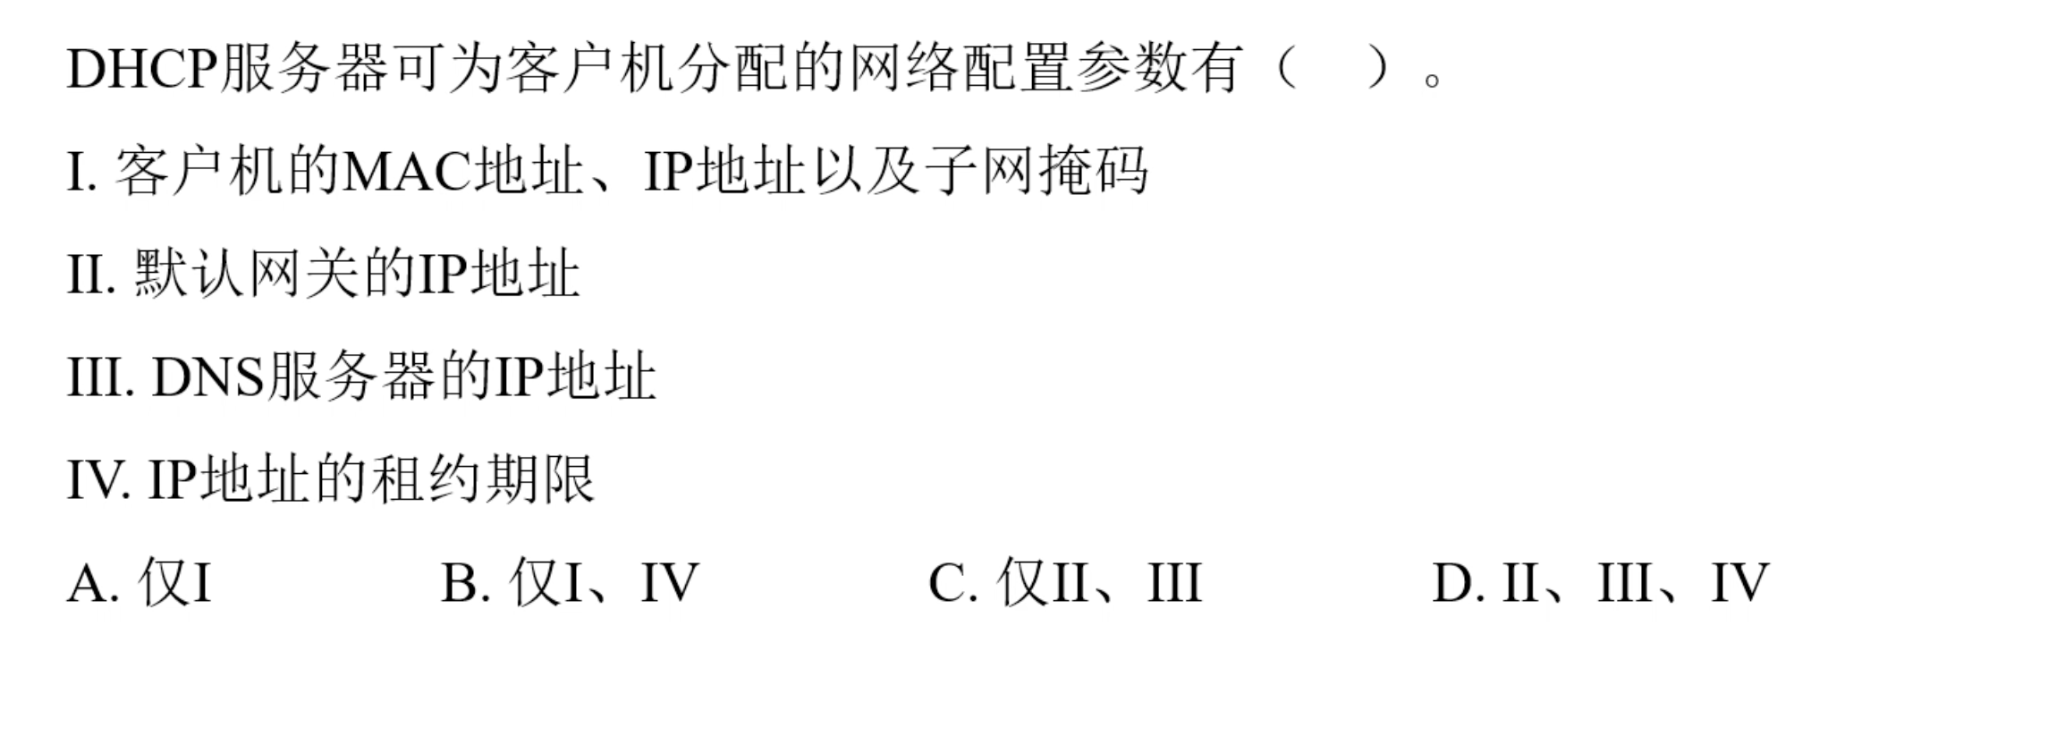 DHCP服务器可为客户机分配的网络配置参数有（　）。
I. 客户机的MAC地址、IP地址以及子网掩码
II. 默认网关的IP地址
III. DNS服务器的IP地址
IV. IP地址的租约期限
A. 仅I　B. 仅I、IV　C. 仅II、III　D. II、III、IV